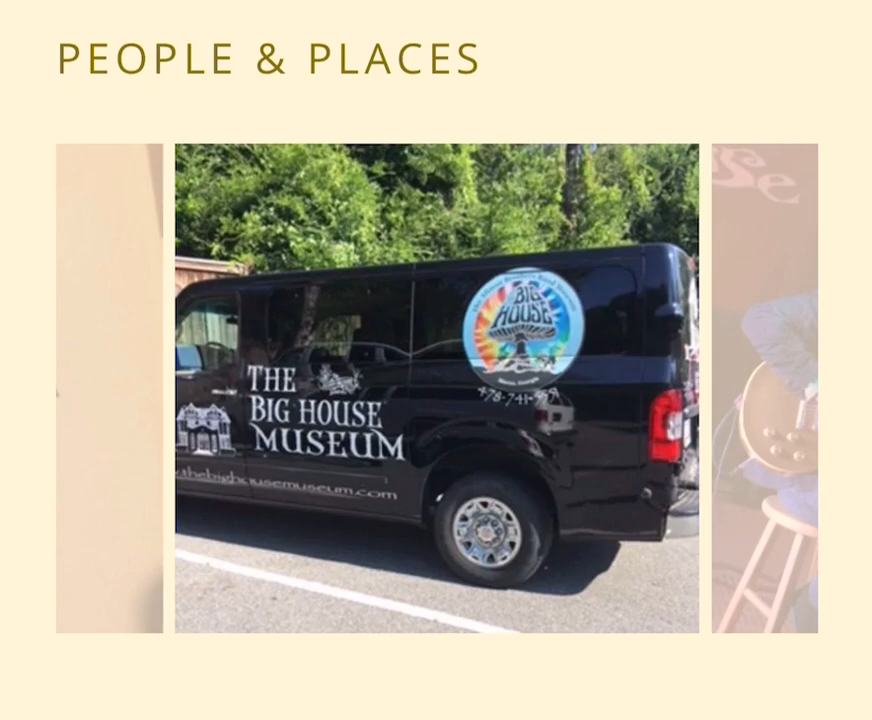 PEOPLE & PLACES
BIG
HOUSE
THE
BIG HOUSE
MUSEUM
thebighousemuseum.com